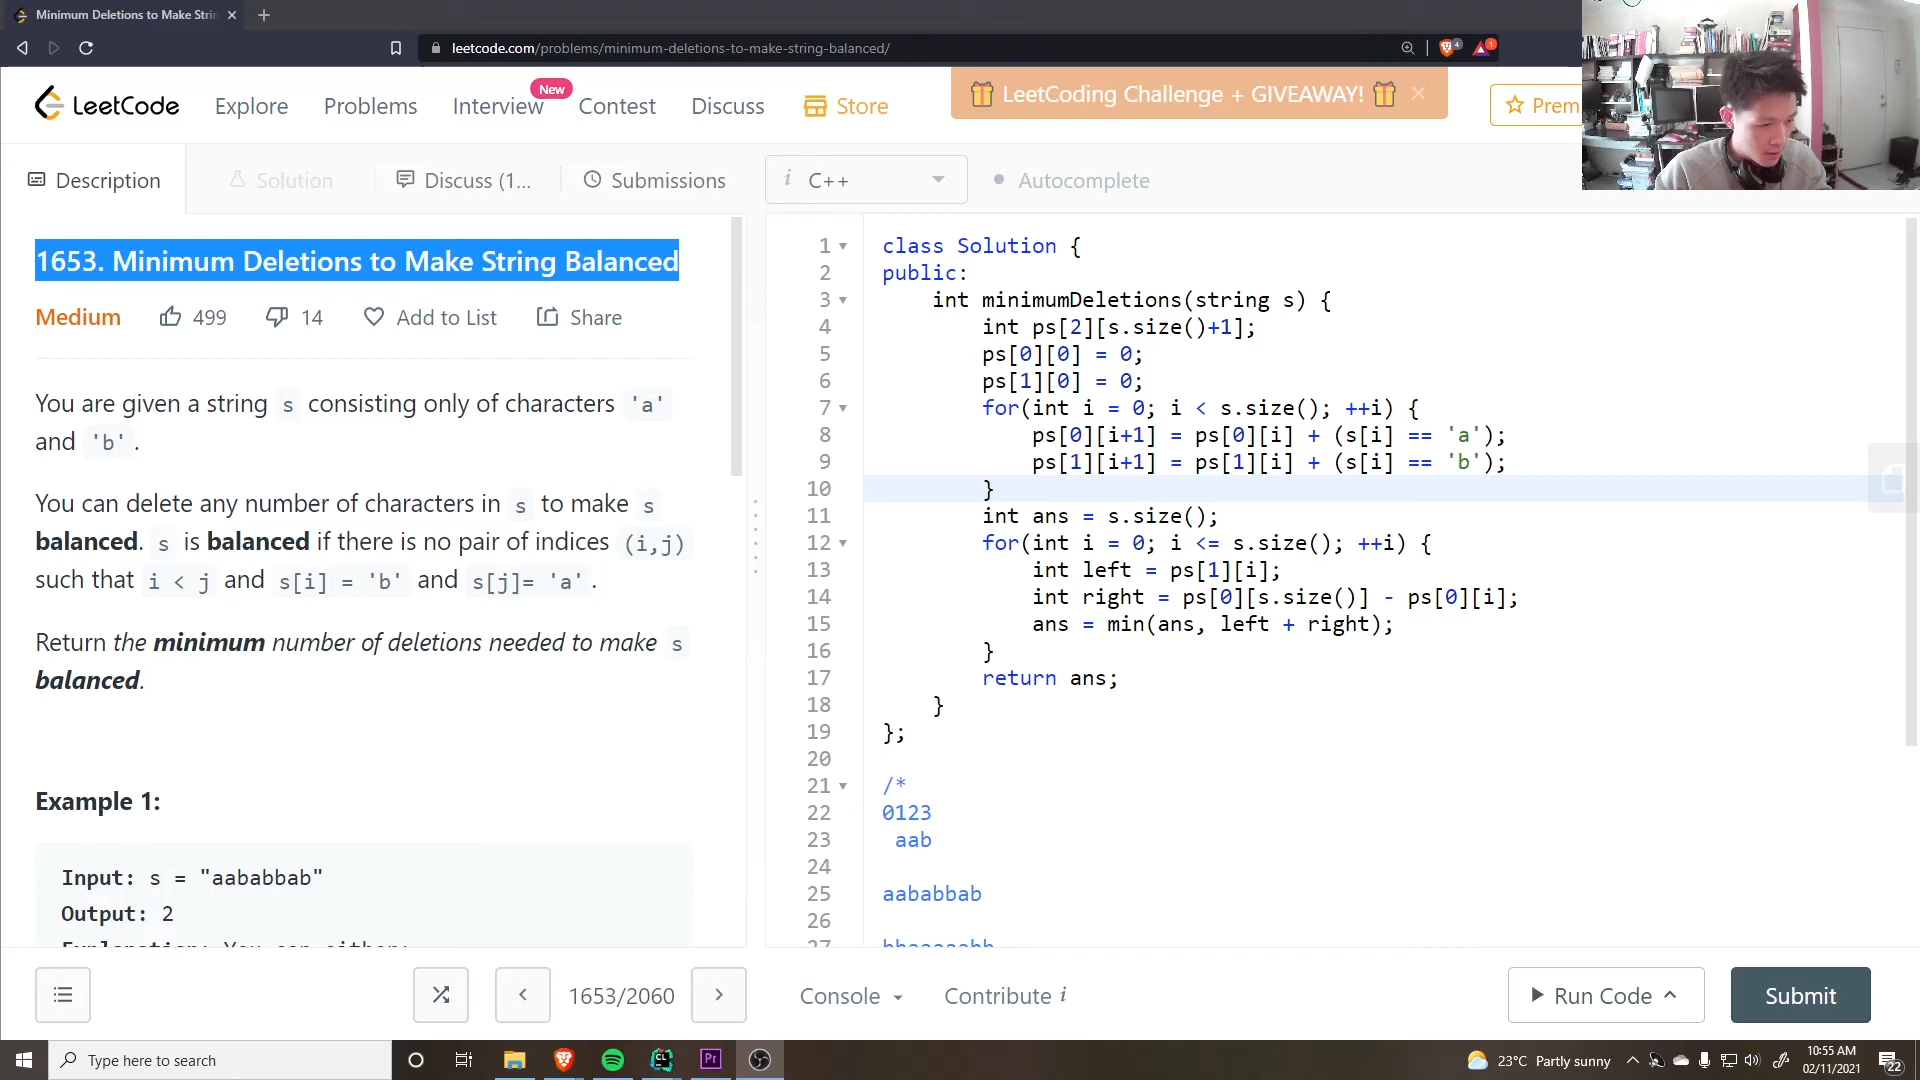 Minimum Deletions to Make Strin
leetcode.com/problems/minimum-deletions-to-make-string-balanced/
4
1
LeetCode
Explore
Problems
Interview
New
Contest
Discuss
Store
LeetCoding Challenge + GIVEAWAY!
Prem
Description
Solution
Discuss (1...
Submissions
i C++
Autocomplete
1653. Minimum Deletions to Make String Balanced
Medium
499
14
Add to List
Share
You are given a string s consisting only of characters 'a'
and 'b'.
You can delete any number of characters in s to make s
balanced. s is balanced if there is no pair of indices (i,j)
such that i < j and s[i] = 'b' and s[j]= 'a'.
Return the minimum number of deletions needed to make s
balanced.
Example 1:
Input: s = "aababbab"
Output: 2
Explanation: You can either:
1 class Solution {
2 public:
3 int minimumDeletions(string s) {
4 int ps[2][s.size()+1];
5 ps[0][0] = 0;
6 ps[1][0] = 0;
7 for(int i = 0; i < s.size(); ++i) {
8 ps[0][i+1] = ps[0][i] + (s[i] == 'a');
9 ps[1][i+1] = ps[1][i] + (s[i] == 'b');
10 }
11 int ans = s.size();
12 for(int i = 0; i <= s.size(); ++i) {
13 int left = ps[1][i];
14 int right = ps[0][s.size()] - ps[0][i];
15 ans = min(ans, left + right);
16 }
17 return ans;
18 }
19 };
20
21 /*
22 0123
23 aab
24
25 aababbab
26
27
1653/2060
Console
Contribute i
Run Code
Submit
Type here to search
CL
Pr
23°C Partly sunny
10:55 AM
02/11/2021
22